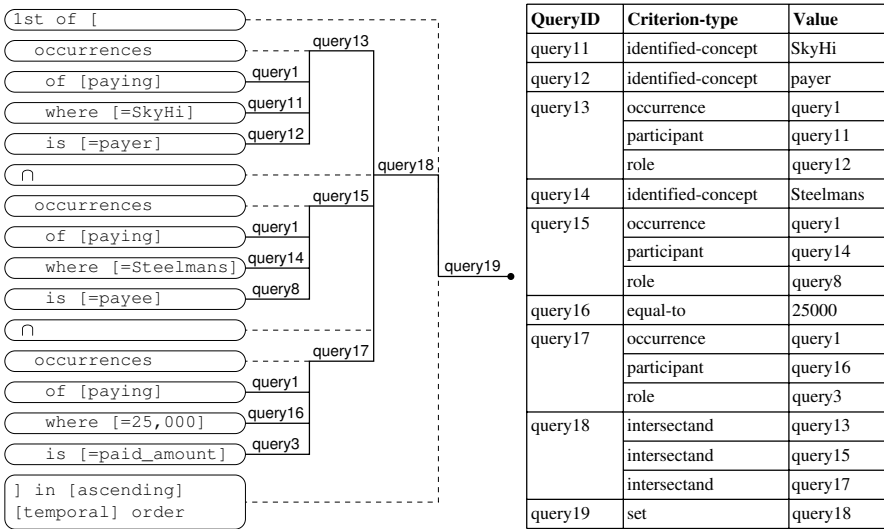 1st of [
occurrences
query13
of [paying]
query1
where [=SkyHi]
query11
is [=payer]
query12
∩
query18
occurrences
query15
of [paying]
query1
where [=Steelmans]
query14
query19
is [=payee]
query8
∩
occurrences
query17
of [paying]
query1
where [=25,000]
query16
is [=paid_amount]
query3
] in [ascending]
[temporal] order
QueryID Criterion-type Value
query11 identified-concept SkyHi
query12 identified-concept payer
query13 occurrence query1
participant query11
role query12
query14 identified-concept Steelmans
query15 occurrence query1
participant query14
role query8
query16 equal-to 25000
query17 occurrence query1
participant query16
role query3
query18 intersectand query13
intersectand query15
intersectand query17
query19 set query18